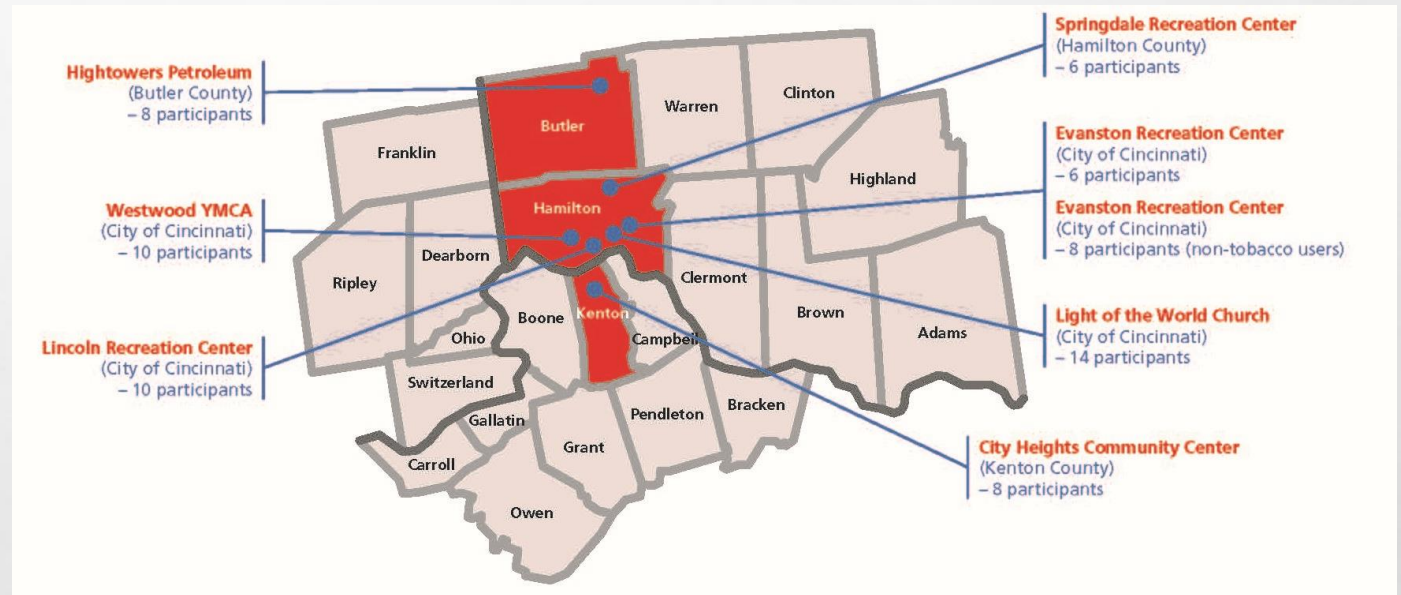 Hightowers Petroleum
(Butler County)
– 8 participants
Westwood YMCA
(City of Cincinnati)
– 10 participants
Lincoln Recreation Center
(City of Cincinnati)
– 10 participants
Springdale Recreation Center
(Hamilton County)
– 6 participants
Evanston Recreation Center
(City of Cincinnati)
– 6 participants
Evanston Recreation Center
(City of Cincinnati)
– 8 participants (non-tobacco users)
Light of the World Church
(City of Cincinnati)
– 14 participants
City Heights Community Center
(Kenton County)
– 8 participants
Butler
Warren
Clinton
Franklin
Highland
Hamilton
Dearborn
Ripley
Clermont
Boone
Kenton
Brown
Ohio
Campbell
Adams
Switzerland
Gallatin
Pendleton
Bracken
Grant
Carroll
Owen